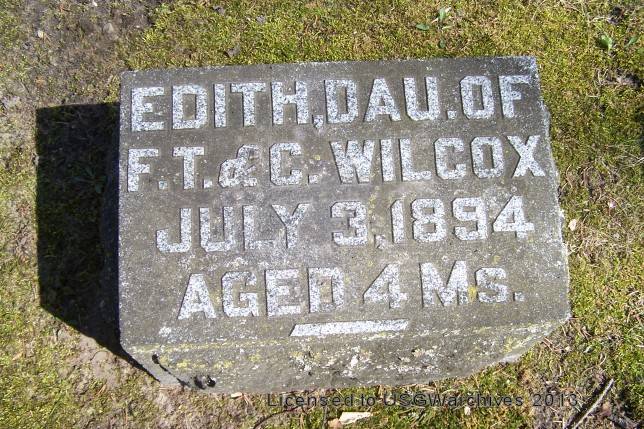 EDITH, DAU. OF
F. T. & C. WILCOX
JULY 3, 1894
AGED 4 Ms.
Licensed to USGWarchives 2013